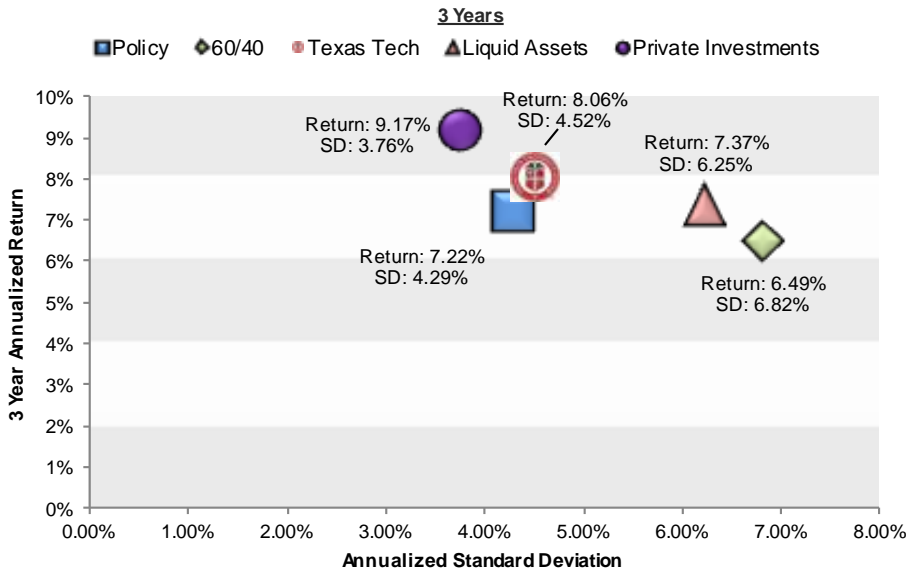 3 Years
Policy 60/40 Texas Tech Liquid Assets Private Investments
10%
9%
8%
7%
6%
5%
4%
3%
2%
1%
0%
3 Year Annualized Return
Return: 9.17%
SD: 3.76%
Return: 8.06%
SD: 4.52%
Return: 7.37%
SD: 6.25%
Return: 7.22%
SD: 4.29%
Return: 6.49%
SD: 6.82%
0.00% 1.00% 2.00% 3.00% 4.00% 5.00% 6.00% 7.00% 8.00%
Annualized Standard Deviation